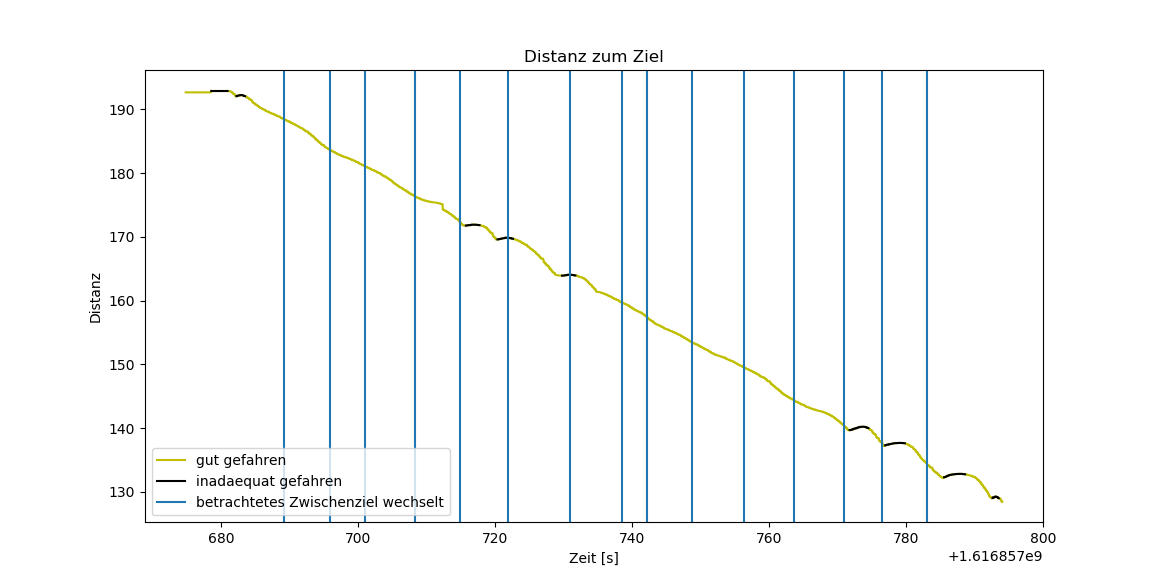 Distanz zum Ziel
Distanz
190
180
170
160
150
140
130
gut gefahren
inadaequat gefahren
betrachtetes Zwischenziel wechselt
680 700 720 740 760 780 800
Zeit [s]
+1.616857e9